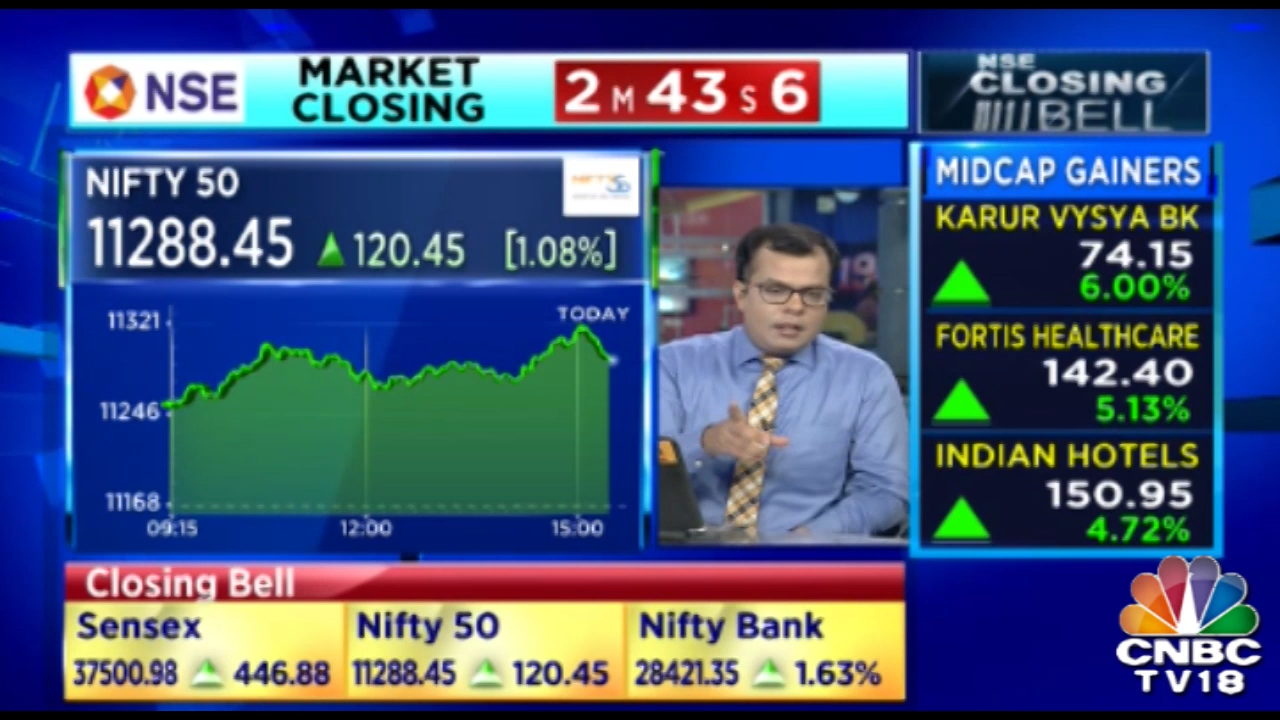 NSE
MARKET
CLOSING
2 M 43 S 6
NSE
CLOSING
BELL
NIFTY 50
11288.45 ▲ 120.45 [1.08%]
TODAY
11321
11246
11168
09:15 12:00 15:00
MIDCAP GAINERS
KARUR VYSYA BK
74.15
▲ 6.00%
FORTIS HEALTHCARE
142.40
▲ 5.13%
INDIAN HOTELS
150.95
▲ 4.72%
Closing Bell
Sensex
37500.98 ▲ 446.88
Nifty 50
11288.45 ▲ 120.45
Nifty Bank
28421.35 ▲ 1.63%
CNBC
TV18